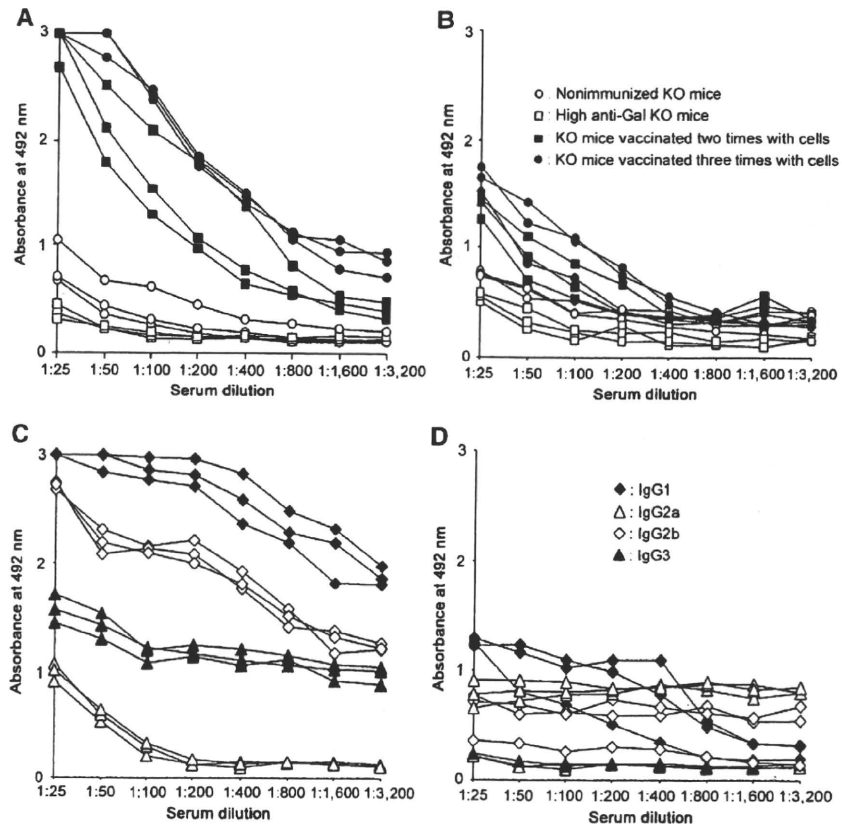 A
Absorbance at 492 nm
3
2
1
0
1:25 1:50 1:100 1:200 1:400 1:800 1:1,600 1:3,200
Serum dilution
B
Absorbance at 492 nm
3
2
1
0
: Nonimmunized KO mice
: High anti-Gal KO mice
: KO mice vaccinated two times with cells
: KO mice vaccinated three times with cells
1:25 1:50 1:100 1:200 1:400 1:800 1:1,600 1:3,200
Serum dilution
C
Absorbance at 492 nm
3
2
1
0
1:25 1:50 1:100 1:200 1:400 1:800 1:1,600 1:3,200
Serum dilution
D
Absorbance at 492 nm
3
2
1
0
: IgG1
: IgG2a
: IgG2b
: IgG3
1:25 1:50 1:100 1:200 1:400 1:800 1:1,600 1:3,200
Serum dilution